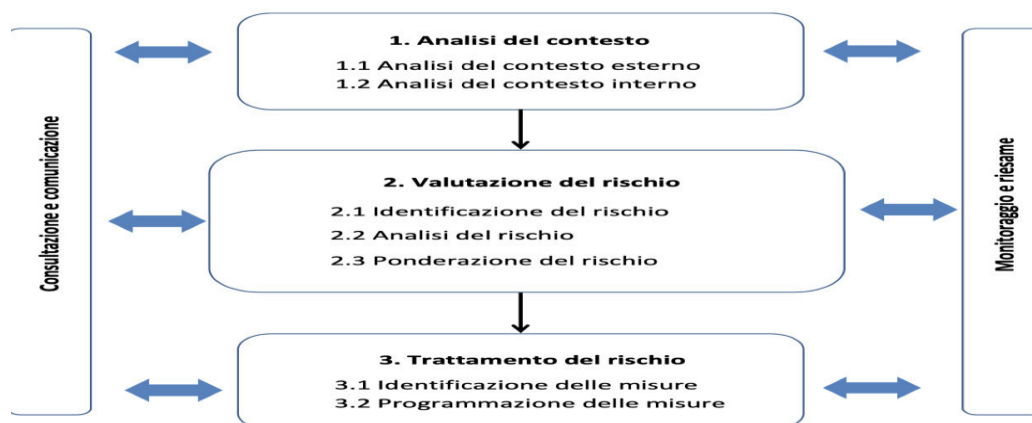 Consultazione e comunicazione
1. Analisi del contesto
1.1 Analisi del contesto esterno
1.2 Analisi del contesto interno
2. Valutazione del rischio
2.1 Identificazione del rischio
2.2 Analisi del rischio
2.3 Ponderazione del rischio
3. Trattamento del rischio
3.1 Identificazione delle misure
3.2 Programmazione delle misure
Monitoraggio e riesame